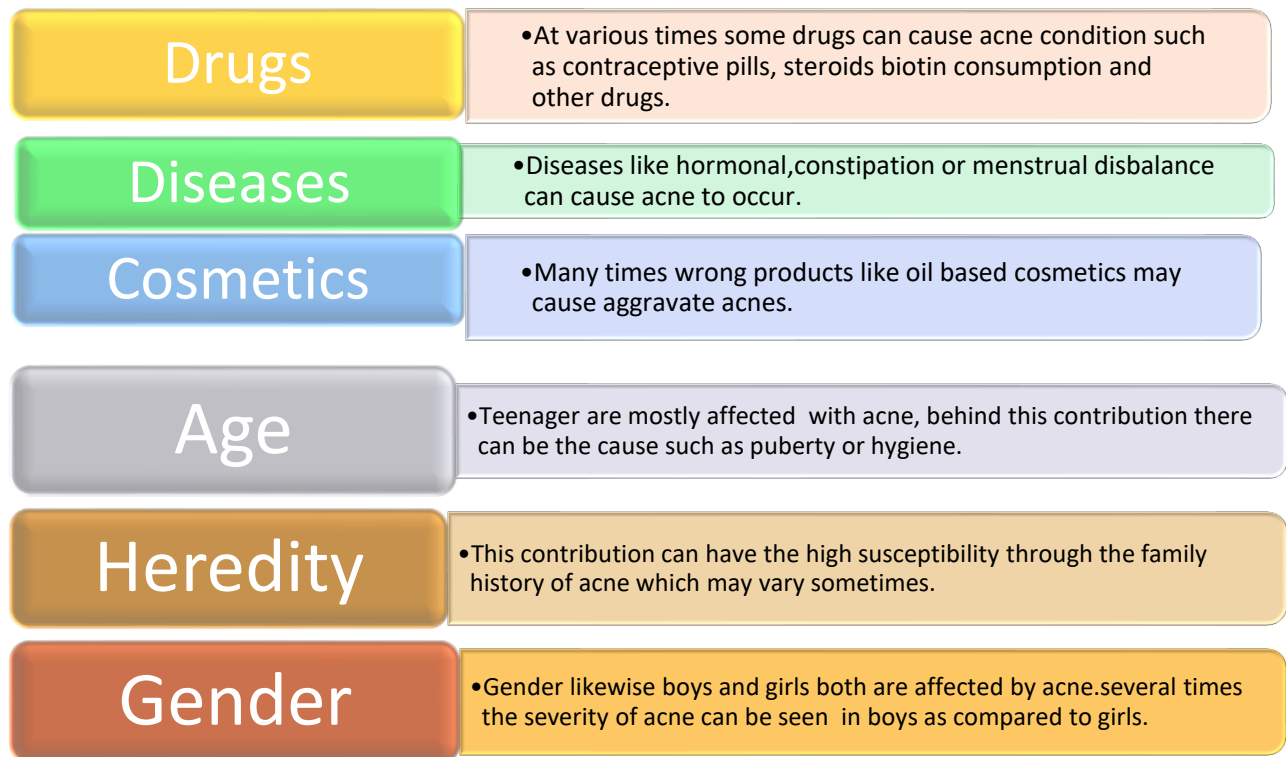 Drugs
•At various times some drugs can cause acne condition such
as contraceptive pills, steroids biotin consumption and
other drugs.
Diseases
•Diseases like hormonal,constipation or menstrual disbalance
can cause acne to occur.
Cosmetics
•Many times wrong products like oil based cosmetics may
cause aggravate acnes.
Age
•Teenager are mostly affected  with acne, behind this contribution there
can be the cause such as puberty or hygiene.
Heredity
•This contribution can have the high susceptibility through the family
history of acne which may vary sometimes.
Gender
•Gender likewise boys and girls both are affected by acne.several times
the severity of acne can be seen  in boys as compared to girls.